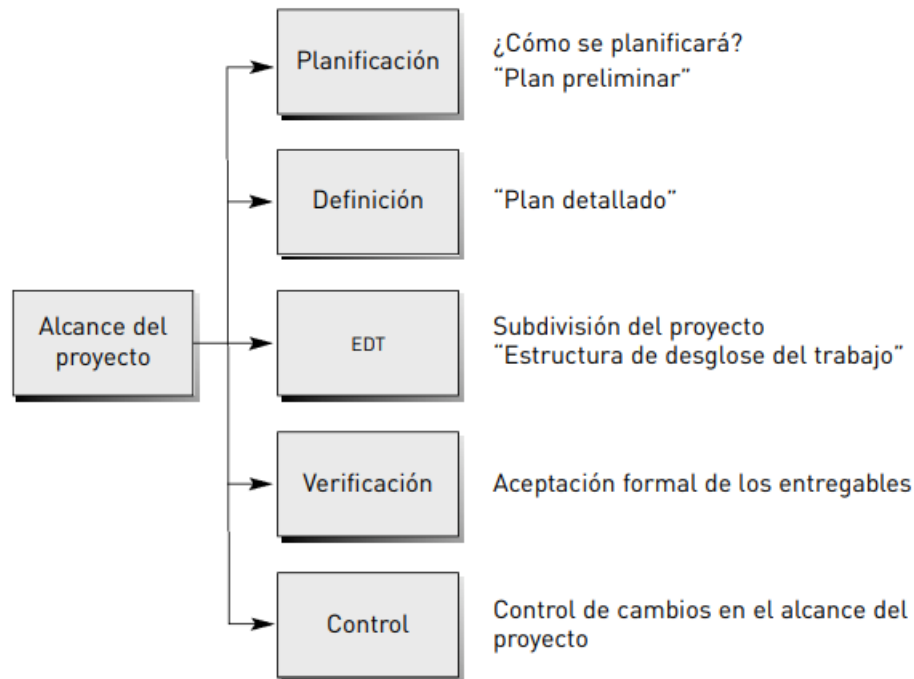 Planificación
¿Cómo se planificará?
“Plan preliminar”
Definición
“Plan detallado”
Alcance del
proyecto
EDT
Subdivisión del proyecto
“Estructura de desglose del trabajo”
Verificación
Aceptación formal de los entregables
Control
Control de cambios en el alcance del
proyecto